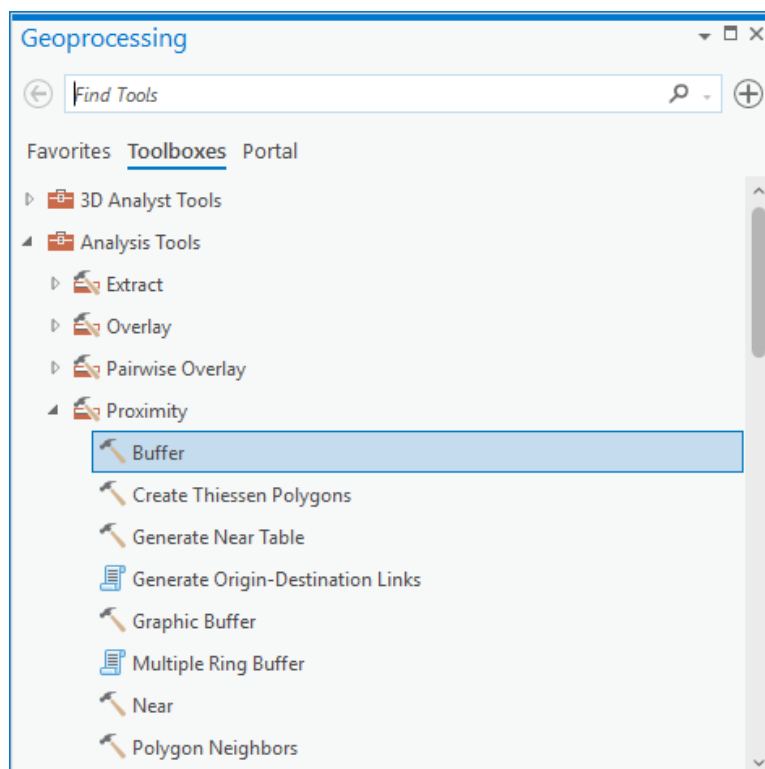 Geoprocessing
Find Tools
Favorites Toolboxes Portal
3D Analyst Tools
Analysis Tools
Extract
Overlay
Pairwise Overlay
Proximity
Buffer
Create Thiessen Polygons
Generate Near Table
Generate Origin-Destination Links
Graphic Buffer
Multiple Ring Buffer
Near
Polygon Neighbors